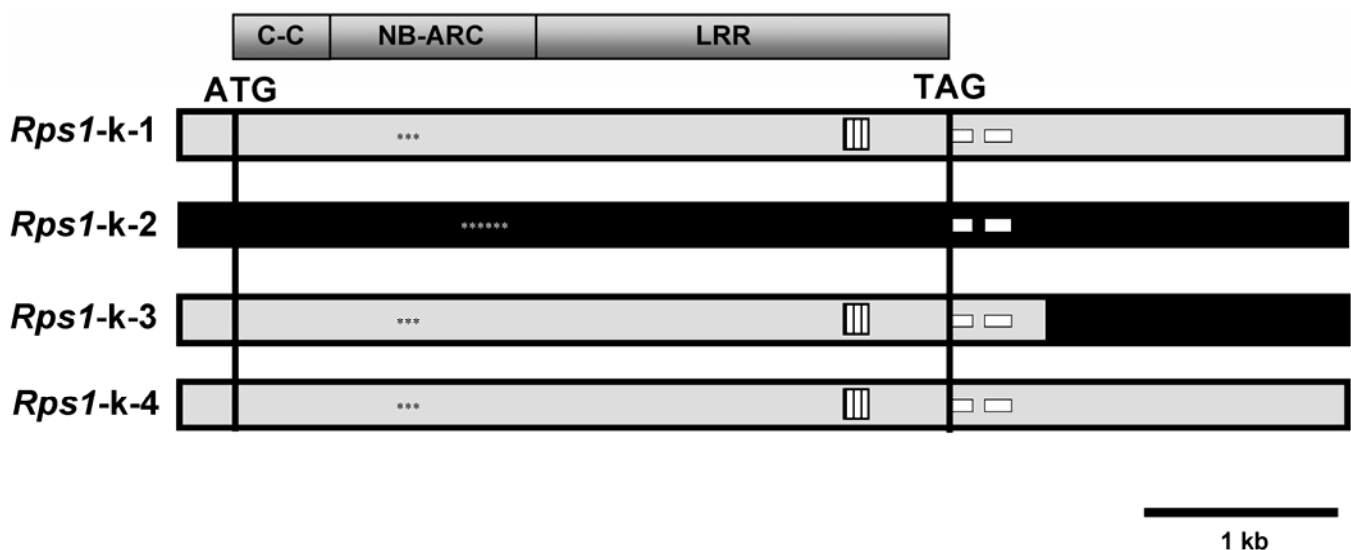 C-C NB-ARC LRR
ATG TAG
Rps1-k-1 ***
Rps1-k-2 ******
Rps1-k-3 ***
Rps1-k-4 ***
1 kb